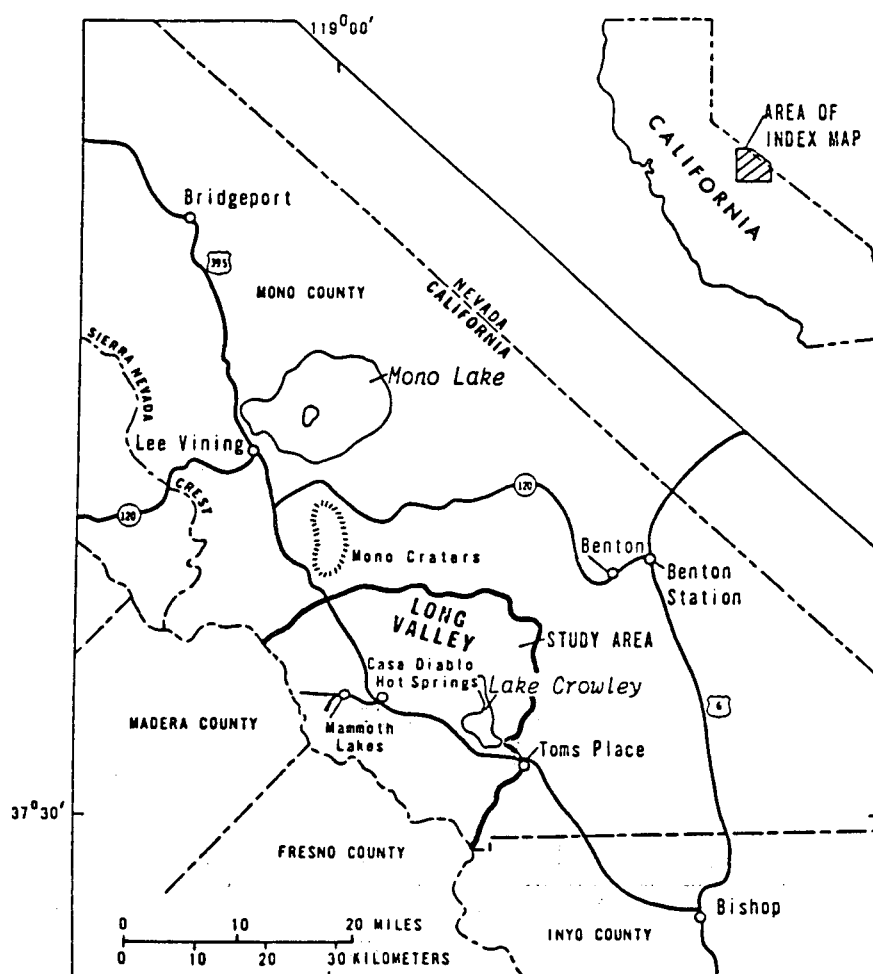 119°00'
AREA OF
INDEX MAP
CALIFORNIA
Bridgeport
395
MONO COUNTY
NEVADA
CALIFORNIA
SIERRA NEVADA
CREST
Mono Lake
Lee Vining
120
120
Mono Craters
Benton
Benton
Station
LONG
VALLEY
STUDY AREA
Casa Diablo
Hot Springs
Lake Crowley
MADERA COUNTY
Mammoth
Lakes
6
Toms Place
37°30'
FRESNO COUNTY
Bishop
INYO COUNTY
0 10 20 MILES
0 10 20 30 KILOMETERS